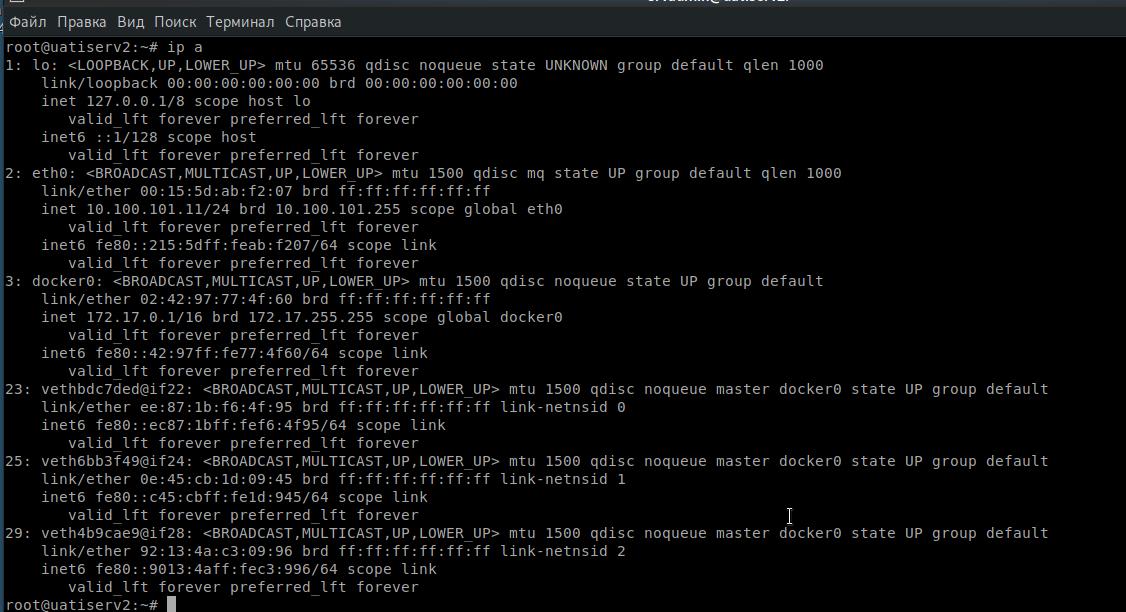 Файл Правка Вид Поиск Терминал Справка
root@uatiserv2:~# ip a
1: lo: <LOOPBACK,UP,LOWER_UP> mtu 65536 qdisc noqueue state UNKNOWN group default qlen 1000
    link/loopback 00:00:00:00:00:00 brd 00:00:00:00:00:00
    inet 127.0.0.1/8 scope host lo
       valid_lft forever preferred_lft forever
    inet6 ::1/128 scope host
       valid_lft forever preferred_lft forever
2: eth0: <BROADCAST,MULTICAST,UP,LOWER_UP> mtu 1500 qdisc mq state UP group default qlen 1000
    link/ether 00:15:5d:ab:f2:07 brd ff:ff:ff:ff:ff:ff
    inet 10.100.101.11/24 brd 10.100.101.255 scope global eth0
       valid_lft forever preferred_lft forever
    inet6 fe80::215:5dff:feab:f207/64 scope link
       valid_lft forever preferred_lft forever
3: docker0: <BROADCAST,MULTICAST,UP,LOWER_UP> mtu 1500 qdisc noqueue state UP group default
    link/ether 02:42:97:77:4f:60 brd ff:ff:ff:ff:ff:ff
    inet 172.17.0.1/16 brd 172.17.255.255 scope global docker0
       valid_lft forever preferred_lft forever
    inet6 fe80::42:97ff:fe77:4f60/64 scope link
       valid_lft forever preferred_lft forever
23: vethbdc7ded@if22: <BROADCAST,MULTICAST,UP,LOWER_UP> mtu 1500 qdisc noqueue master docker0 state UP group default
    link/ether ee:87:1b:f6:4f:95 brd ff:ff:ff:ff:ff:ff link-netnsid 0
    inet6 fe80::ec87:1bff:fef6:4f95/64 scope link
       valid_lft forever preferred_lft forever
25: veth6bb3f49@if24: <BROADCAST,MULTICAST,UP,LOWER_UP> mtu 1500 qdisc noqueue master docker0 state UP group default
    link/ether 0e:45:cb:1d:09:45 brd ff:ff:ff:ff:ff:ff link-netnsid 1
    inet6 fe80::c45:cbff:fe1d:945/64 scope link
       valid_lft forever preferred_lft forever
29: veth4b9cae9@if28: <BROADCAST,MULTICAST,UP,LOWER_UP> mtu 1500 qdisc noqueue master docker0 state UP group default
    link/ether 92:13:4a:c3:09:96 brd ff:ff:ff:ff:ff:ff link-netnsid 2
    inet6 fe80::9013:4aff:fec3:996/64 scope link
       valid_lft forever preferred_lft forever
root@uatiserv2:~#